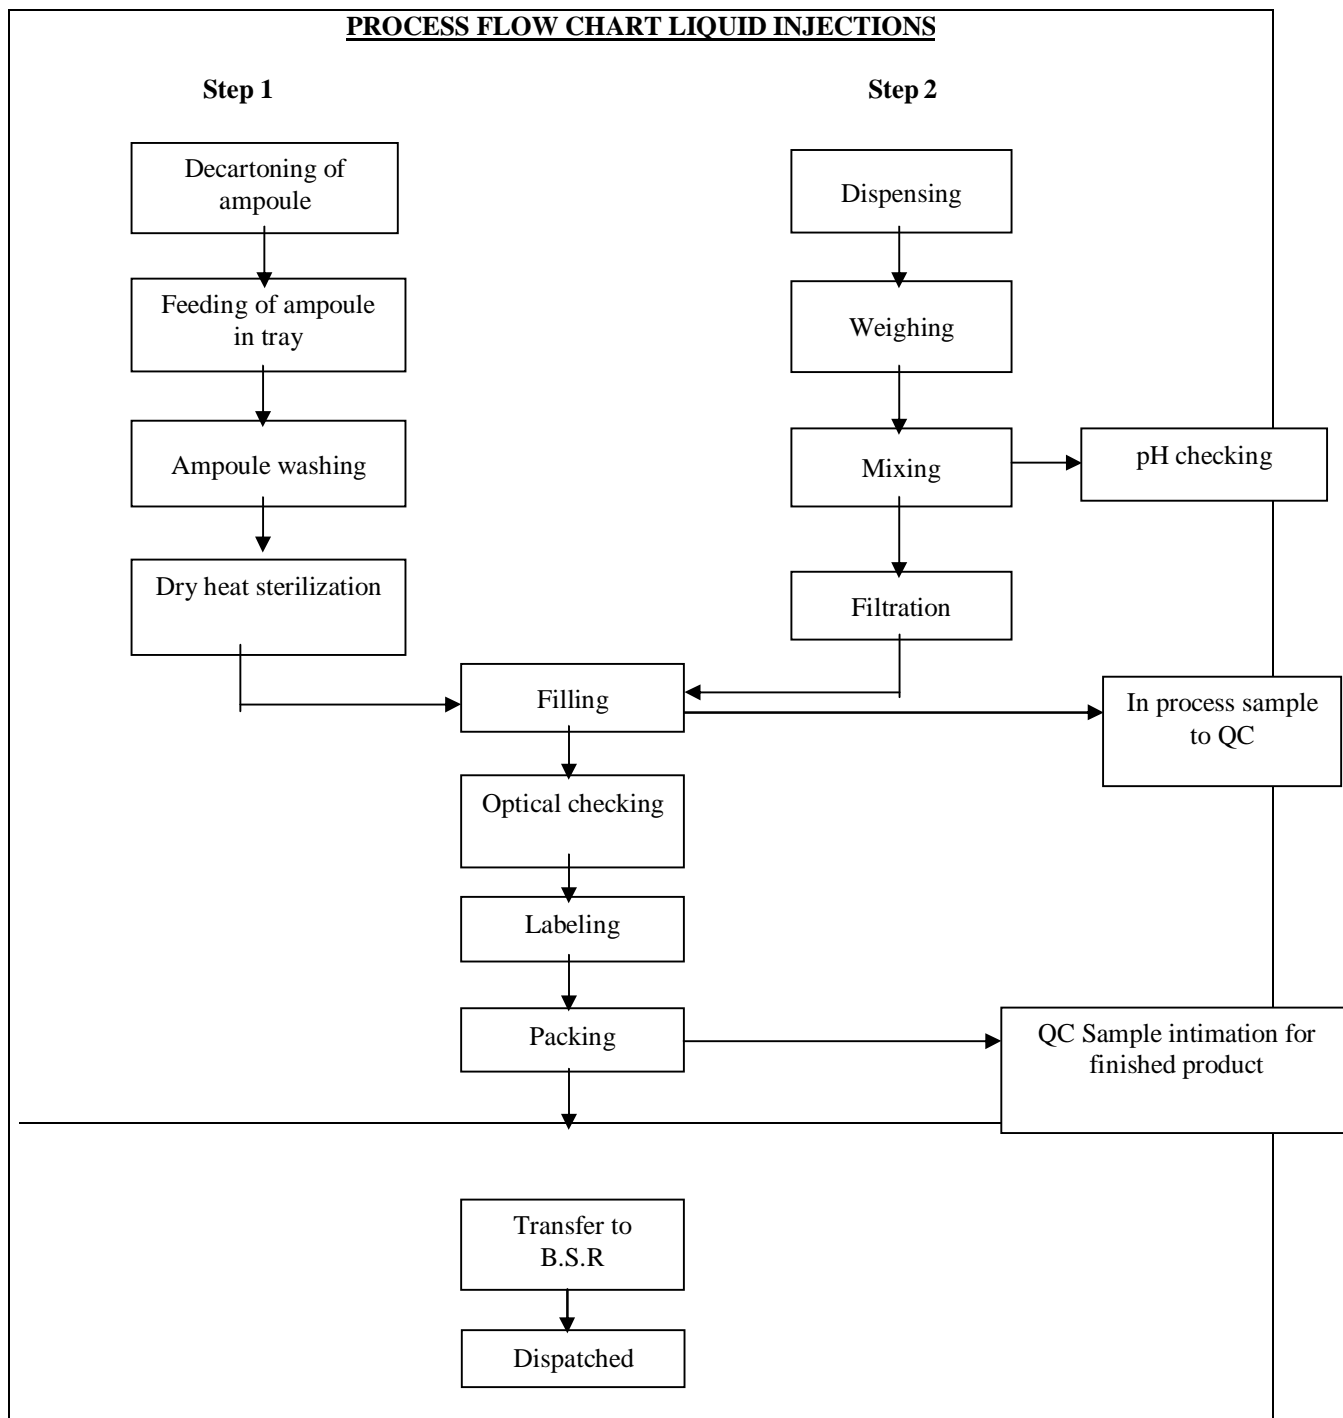 PROCESS FLOW CHART LIQUID INJECTIONS
Step 1
Step 2
Decartoning of
ampoule
Dispensing
Feeding of ampoule
in tray
Weighing
Ampoule washing
Mixing
pH checking
Dry heat sterilization
Filtration
Filling
In process sample
to QC
Optical checking
Labeling
Packing
QC Sample intimation for
finished product
Transfer to
B.S.R
Dispatched